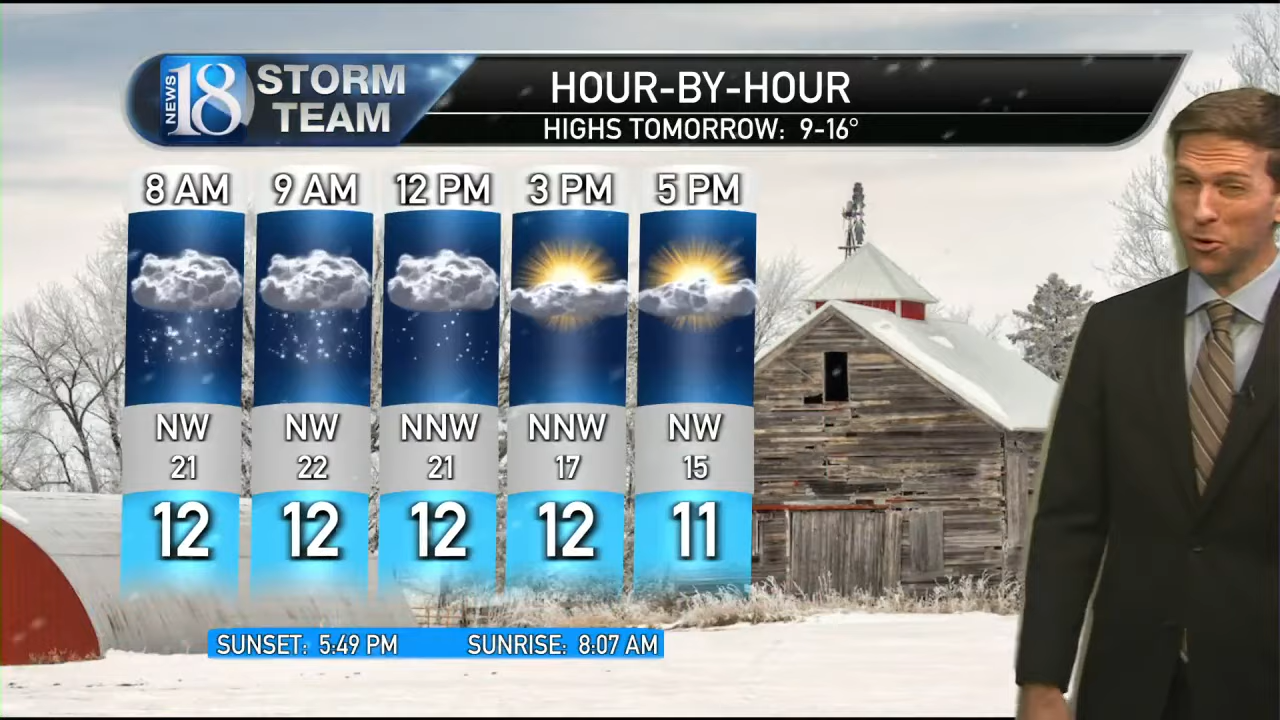 NEWS 18 STORM TEAM
HOUR-BY-HOUR
HIGHS TOMORROW: 9-16°
8 AM 9 AM 12 PM 3 PM 5 PM
NW NW NNW NNW NW
21 22 21 17 15
12 12 12 12 11
SUNSET: 5:49 PM SUNRISE: 8:07 AM